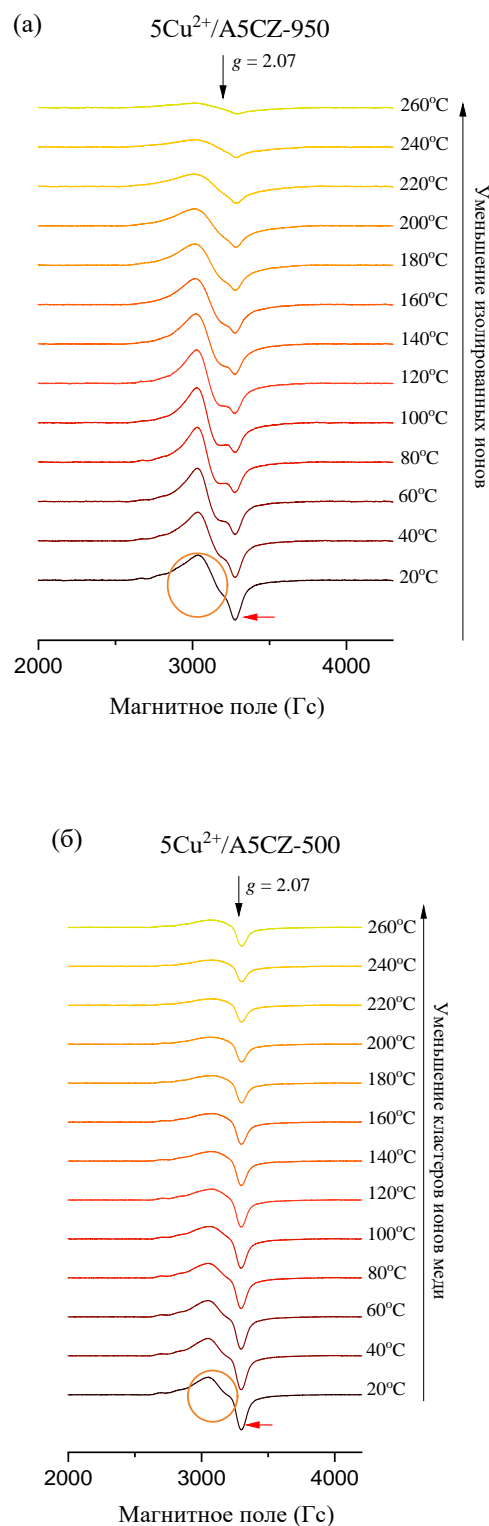 (а)
5Cu²⁺/A5CZ-950
g = 2.07
260°C
240°C
220°C
200°C
180°C
160°C
140°C
120°C
100°C
80°C
60°C
40°C
20°C
Уменьшение изолированных ионов
2000 3000 4000
Магнитное поле (Гс)
(б)
5Cu²⁺/A5CZ-500
g = 2.07
260°C
240°C
220°C
200°C
180°C
160°C
140°C
120°C
100°C
80°C
60°C
40°C
20°C
Уменьшение кластеров ионов меди
2000 3000 4000
Магнитное поле (Гс)